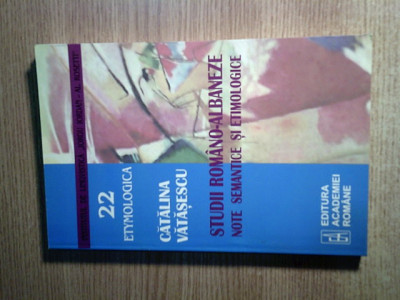 22
ETYMOLOGICA
CĂTĂLINA
VĂTĂȘESCU
STUDII ROMÂNO-ALBANEZE
NOTE SEMANTICE ȘI ETIMOLOGICE
EDITURA
ACADEMIEI
ROMÂNE